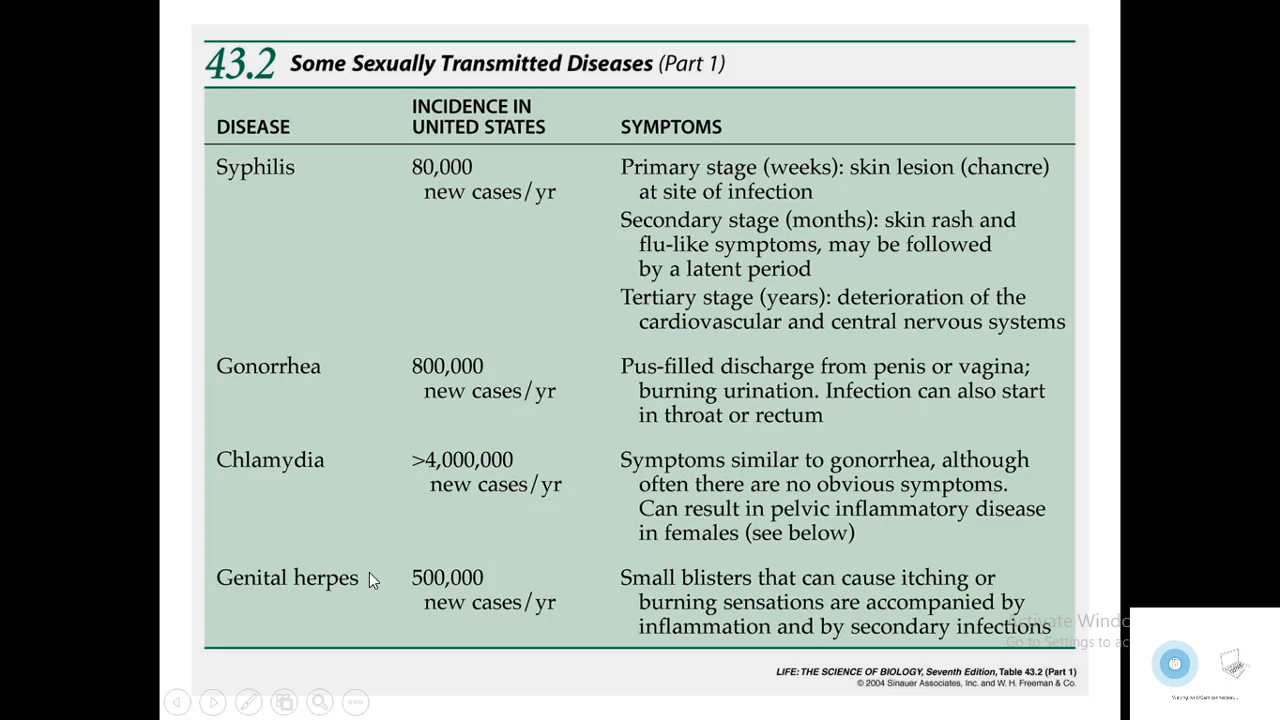 43.2 Some Sexually Transmitted Diseases (Part 1)
DISEASE
INCIDENCE IN
UNITED STATES
SYMPTOMS
Syphilis
80,000
new cases/yr
Primary stage (weeks): skin lesion (chancre)
at site of infection
Secondary stage (months): skin rash and
flu-like symptoms, may be followed
by a latent period
Tertiary stage (years): deterioration of the
cardiovascular and central nervous systems
Gonorrhea
800,000
new cases/yr
Pus-filled discharge from penis or vagina;
burning urination. Infection can also start
in throat or rectum
Chlamydia
>4,000,000
new cases/yr
Symptoms similar to gonorrhea, although
often there are no obvious symptoms.
Can result in pelvic inflammatory disease
in females (see below)
Genital herpes
500,000
new cases/yr
Small blisters that can cause itching or
burning sensations are accompanied by
inflammation and by secondary infections
Activate Windo
Go to Settings to ac
LIFE: THE SCIENCE OF BIOLOGY, Seventh Edition, Table 43.2 (Part 1)
© 2004 Sinauer Associates, Inc. and W. H. Freeman & Co.